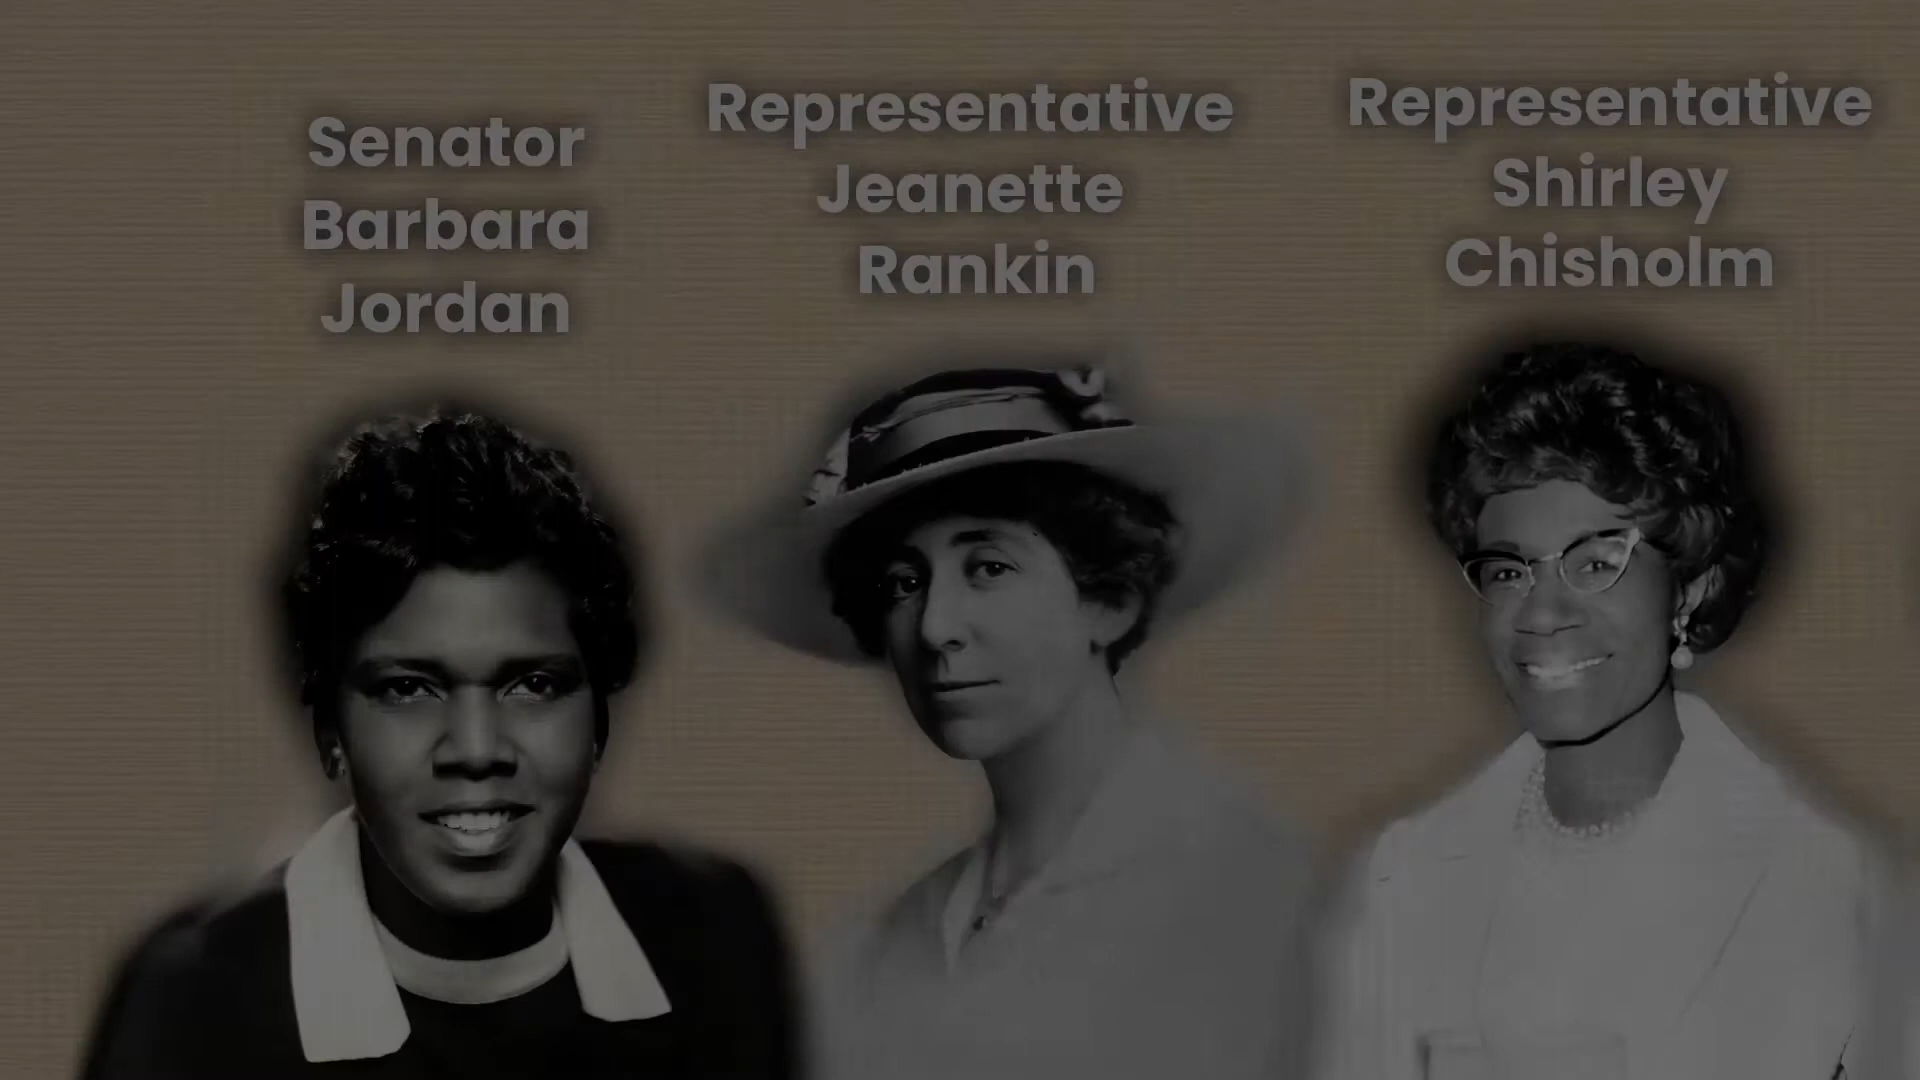 Senator
Barbara
Jordan
Representative
Jeanette
Rankin
Representative
Shirley
Chisholm